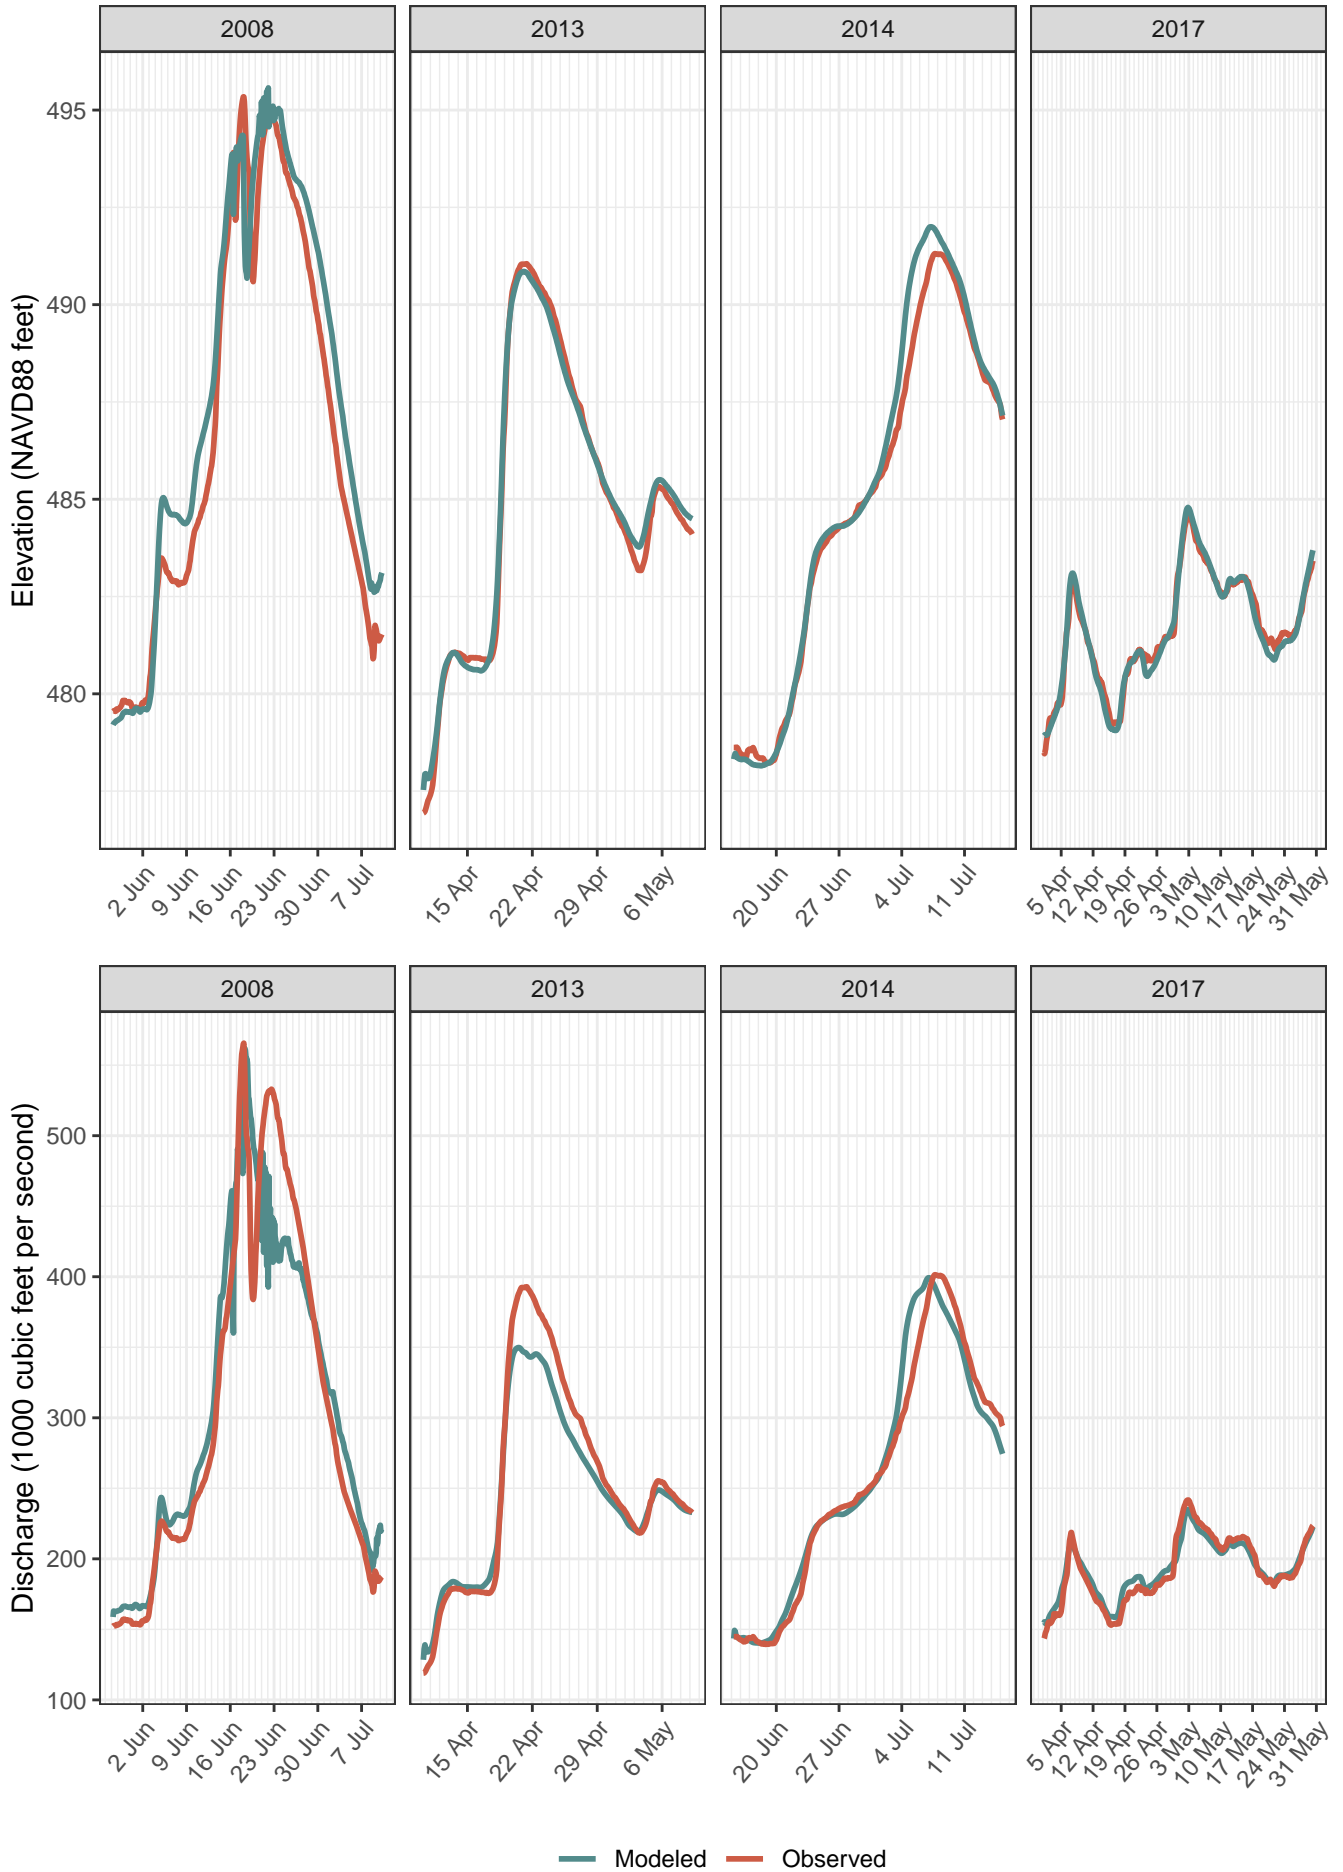 2008 2013 2014 2017
Elevation (NAVD88 feet)
495
490
485
480
2 Jun 9 Jun 16 Jun 23 Jun 30 Jun 7 Jul 15 Apr 22 Apr 29 Apr 6 May 20 Jun 27 Jun 4 Jul 11 Jul 5 Apr 12 Apr 19 Apr 26 Apr 3 May 10 May 17 May 24 May 31 May
2008 2013 2014 2017
Discharge (1000 cubic feet per second)
500
400
300
200
100
2 Jun 9 Jun 16 Jun 23 Jun 30 Jun 7 Jul 15 Apr 22 Apr 29 Apr 6 May 20 Jun 27 Jun 4 Jul 11 Jul 5 Apr 12 Apr 19 Apr 26 Apr 3 May 10 May 17 May 24 May 31 May
Modeled Observed